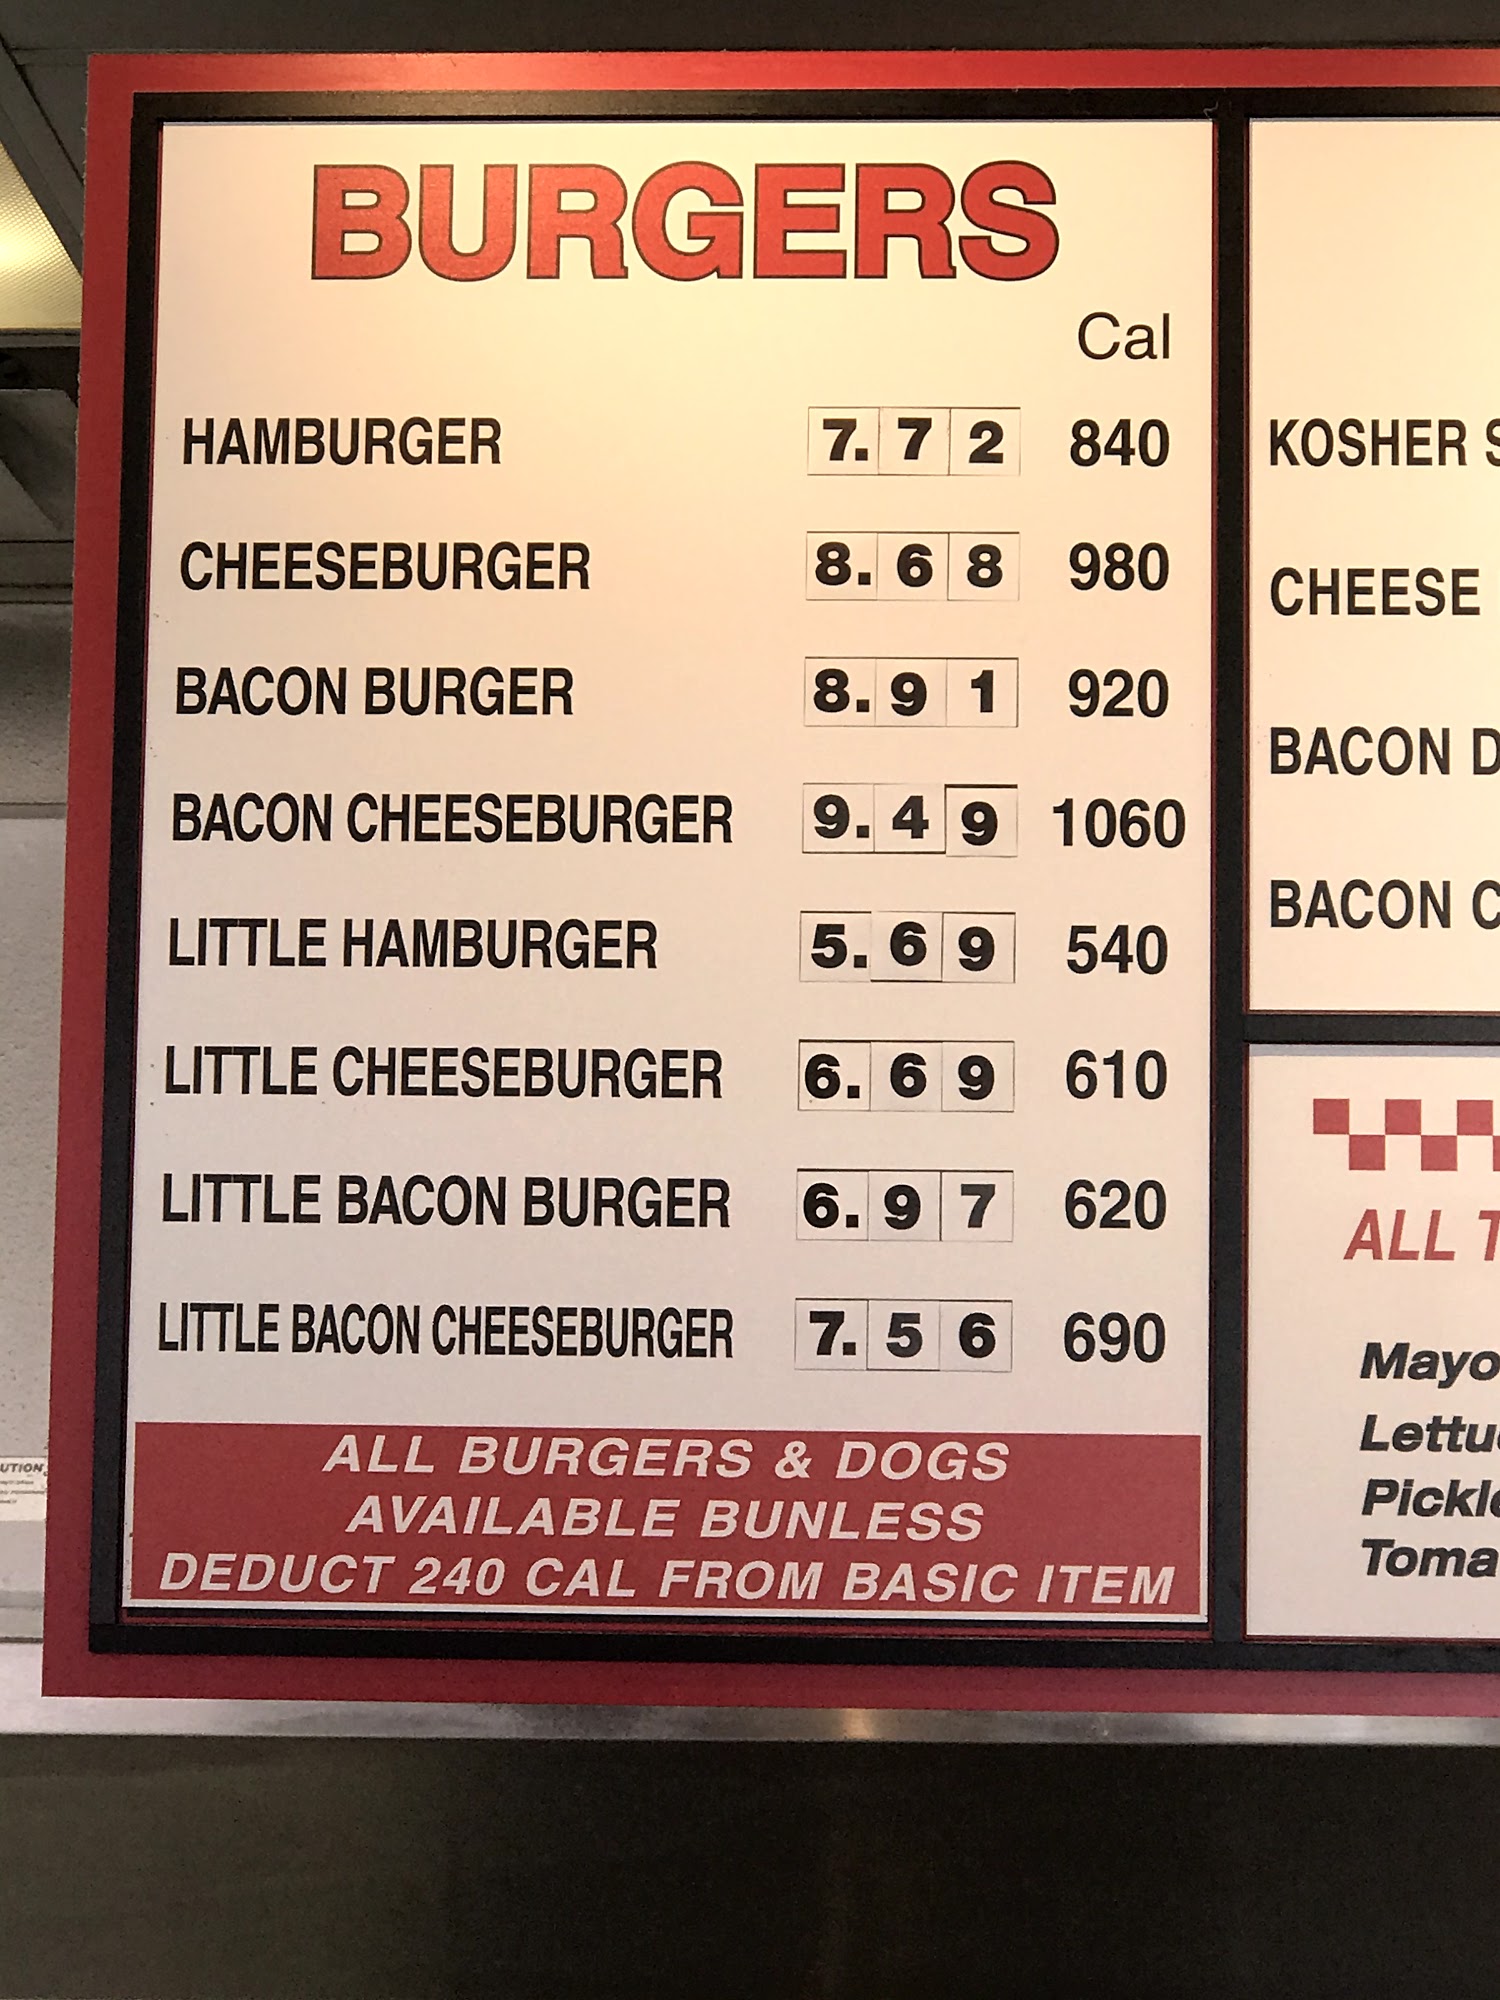 BURGERS
Cal
HAMBURGER 7.72 840
CHEESEBURGER 8.68 980
BACON BURGER 8.91 920
BACON CHEESEBURGER 9.49 1060
LITTLE HAMBURGER 5.69 540
LITTLE CHEESEBURGER 6.69 610
LITTLE BACON BURGER 6.97 620
LITTLE BACON CHEESEBURGER 7.56 690
ALL BURGERS & DOGS
AVAILABLE BUNLESS
DEDUCT 240 CAL FROM BASIC ITEM
KOSHER
CHEESE
BACON
BACON
ALL
Mayo